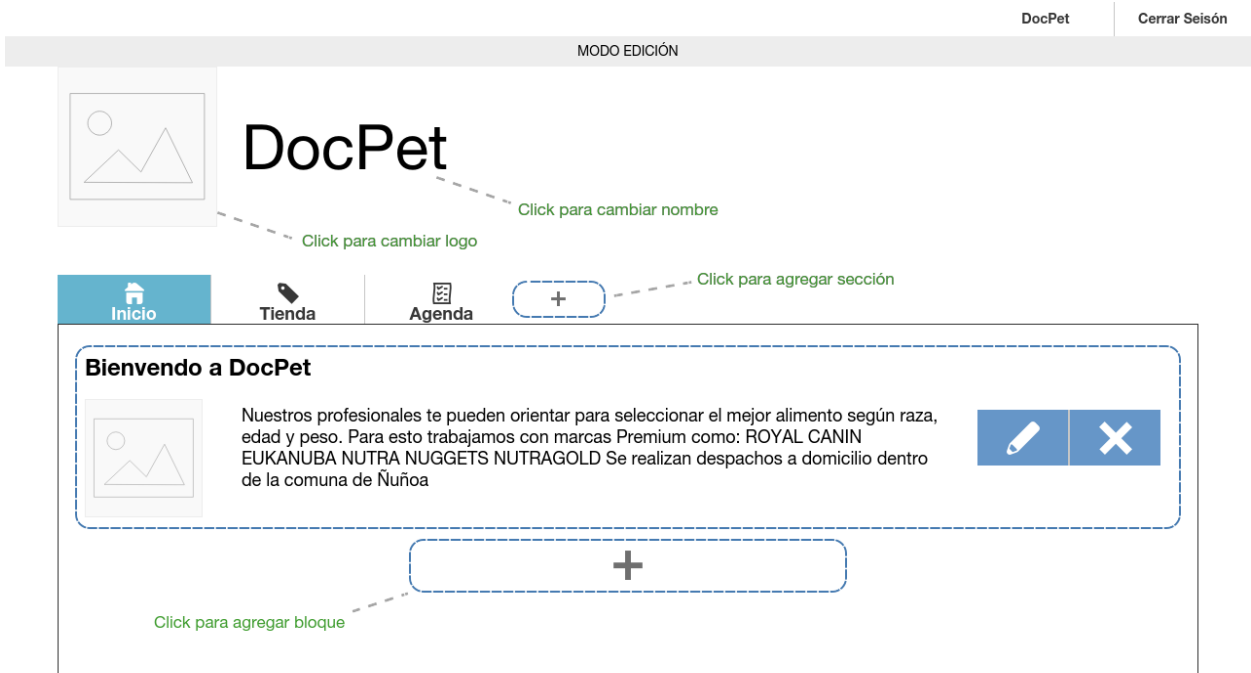 DocPet
Cerrar Seisón
MODO EDICIÓN
DocPet
Click para cambiar nombre
Click para cambiar logo
Click para agregar sección
Inicio
Tienda
Agenda
Bienvendo a DocPet
Nuestros profesionales te pueden orientar para seleccionar el mejor alimento según raza,
edad y peso. Para esto trabajamos con marcas Premium como: ROYAL CANIN
EUKANUBA NUTRA NUGGETS NUTRAGOLD Se realizan despachos a domicilio dentro
de la comuna de Ñuñoa
Click para agregar bloque